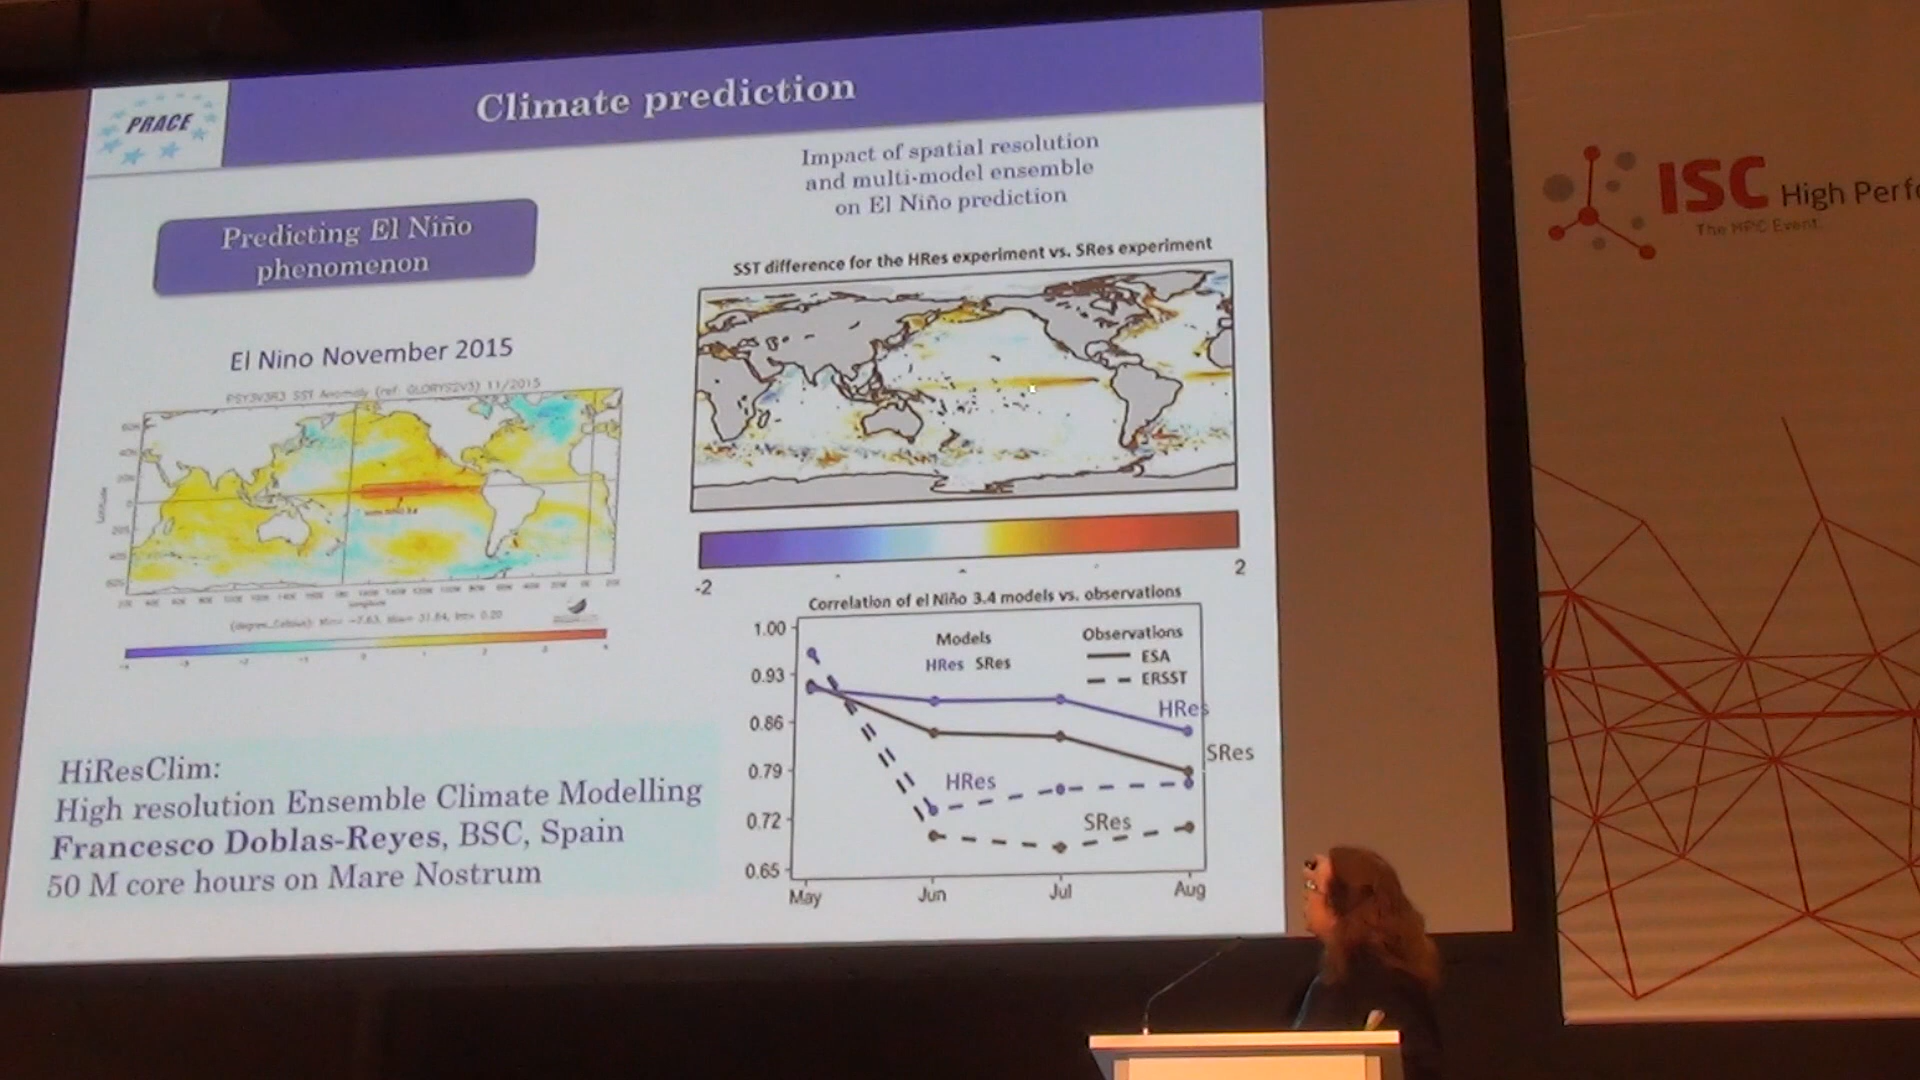 PRACE
Climate prediction
Predicting El Niño
phenomenon
Impact of spatial resolution
and multi-model ensemble
on El Niño prediction
El Nino November 2015
PSY3V3R3 SST Anomaly (ref: GLORYS2V3) 11/2015
Latitude
Longitude
SST difference for the HRes experiment vs. SRes experiment
-2
2
HiResClim:
High resolution Ensemble Climate Modelling
Francesco Doblas-Reyes, BSC, Spain
50 M core hours on Mare Nostrum
Correlation of el Niño 3.4 models vs. observations
1.00
0.93
0.86
0.79
0.72
0.65
Models
HRes SRes
Observations
ESA
ERSST
HRes
SRes
HRes
SRes
May Jun Jul Aug
ISC High Perfo
The HPC Event.